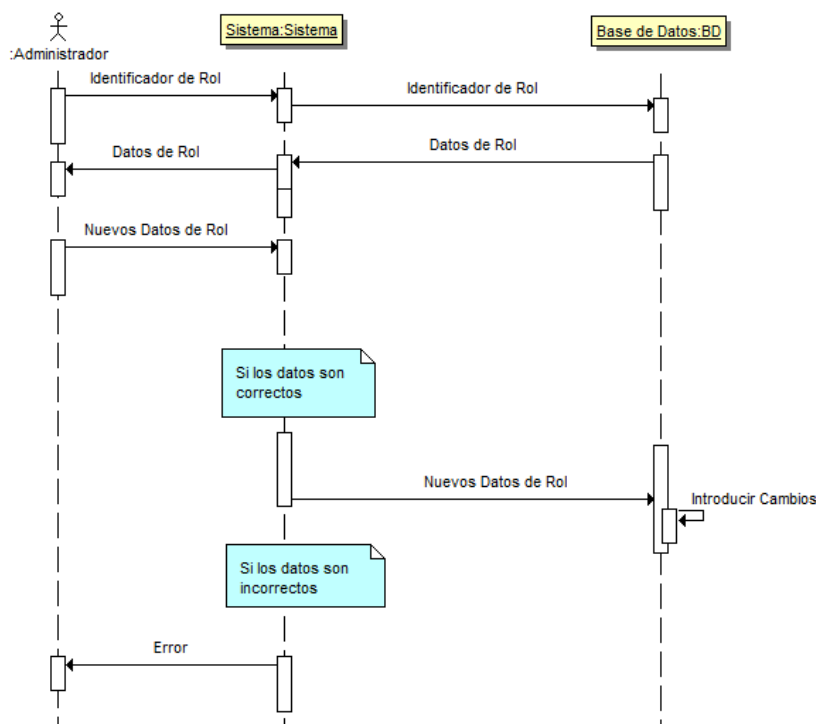 Sistema:Sistema
Base de Datos:BD
:Administrador
Identificador de Rol
Identificador de Rol
Datos de Rol
Datos de Rol
Nuevos Datos de Rol
Si los datos son
correctos
Nuevos Datos de Rol
Introducir Cambios
Si los datos son
incorrectos
Error